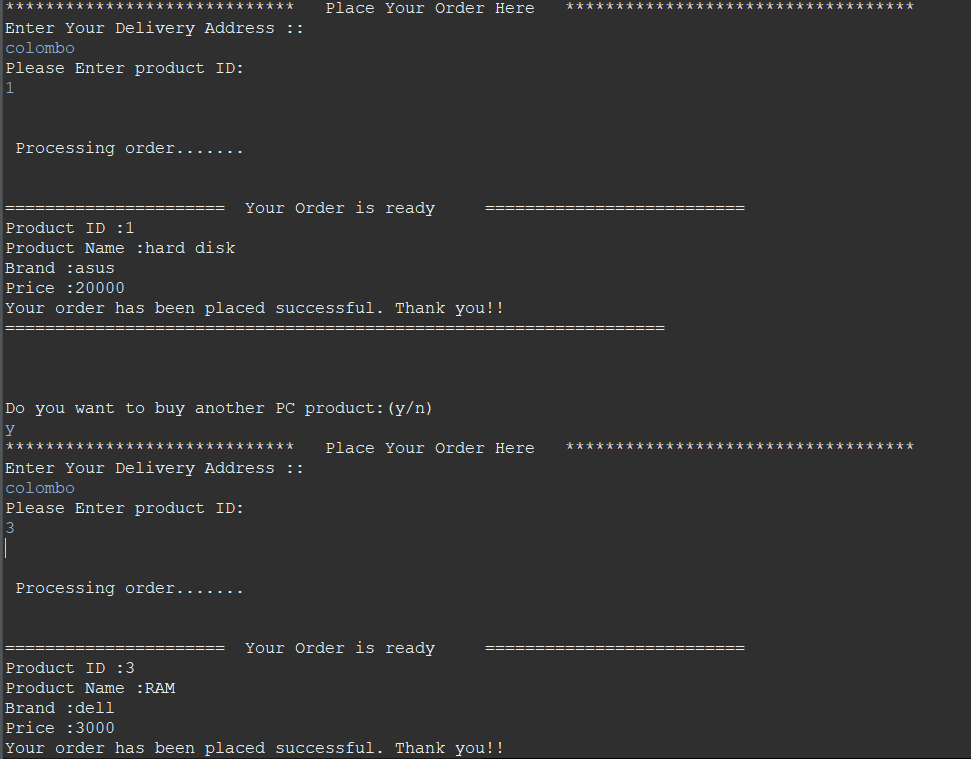 *****************************   Place Your Order Here   ***********************************
Enter Your Delivery Address ::
colombo
Please Enter product ID:
1
 Processing order.......
======================  Your Order is ready     ==========================
Product ID :1
Product Name :hard disk
Brand :asus
Price :20000
Your order has been placed successful. Thank you!!
==================================================================
Do you want to buy another PC product:(y/n)
y
*****************************   Place Your Order Here   ***********************************
Enter Your Delivery Address ::
colombo
Please Enter product ID:
3
 Processing order.......
======================  Your Order is ready     ==========================
Product ID :3
Product Name :RAM
Brand :dell
Price :3000
Your order has been placed successful. Thank you!!